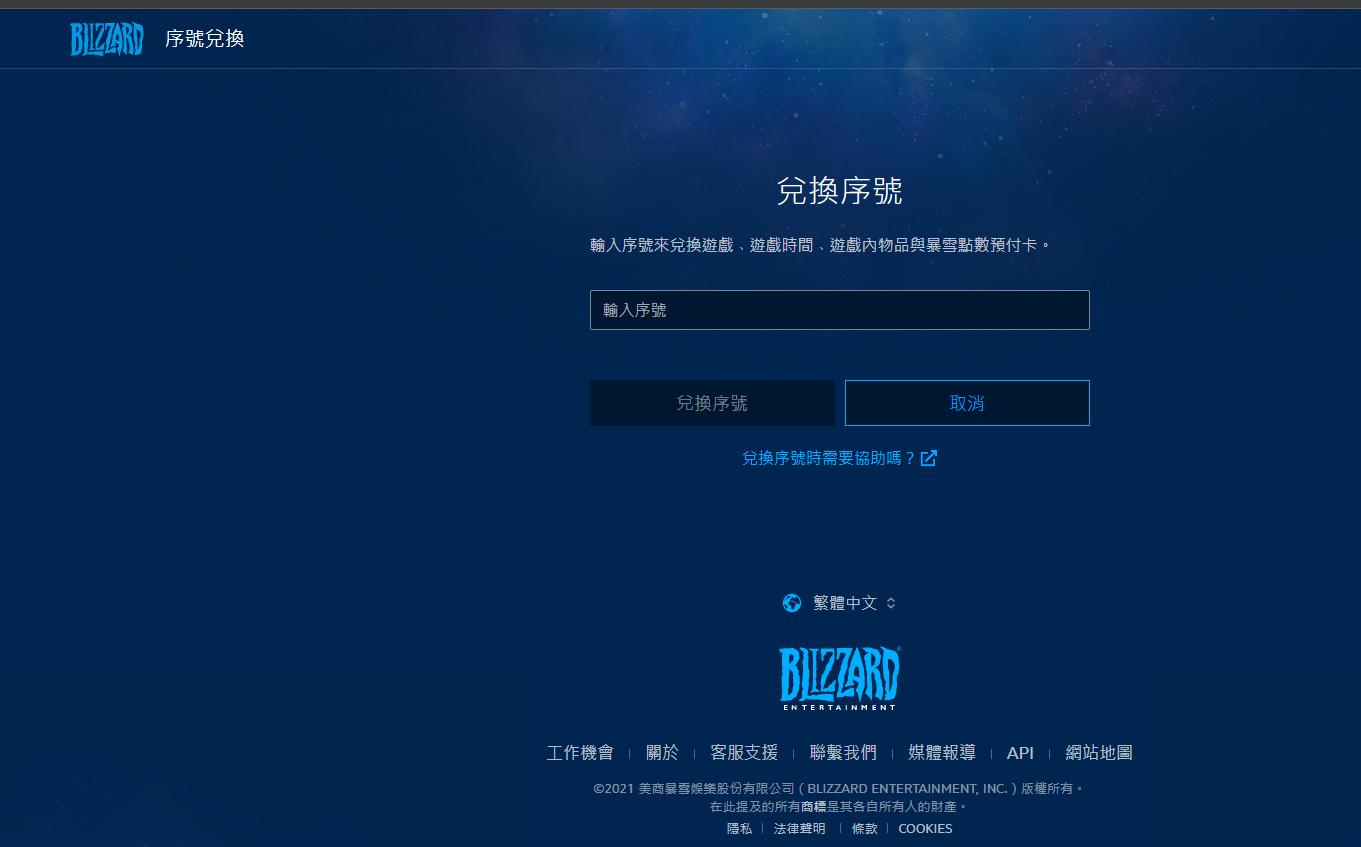 BLIZZARD 序號兌換
兌換序號
輸入序號來兌換遊戲、遊戲時間、遊戲內物品與暴雪點數預付卡。
輸入序號
兌換序號 取消
兌換序號時需要協助嗎？
繁體中文
BLIZZARD®
ENTERTAINMENT
工作機會 | 關於 | 客服支援 | 聯繫我們 | 媒體報導 | API | 網站地圖
©2021 美商暴雪娛樂股份有限公司 ( BLIZZARD ENTERTAINMENT, INC. ) 版權所有。
在此提及的所有商標是其各自所有人的財產。
隱私 | 法律聲明 | 條款 | COOKIES